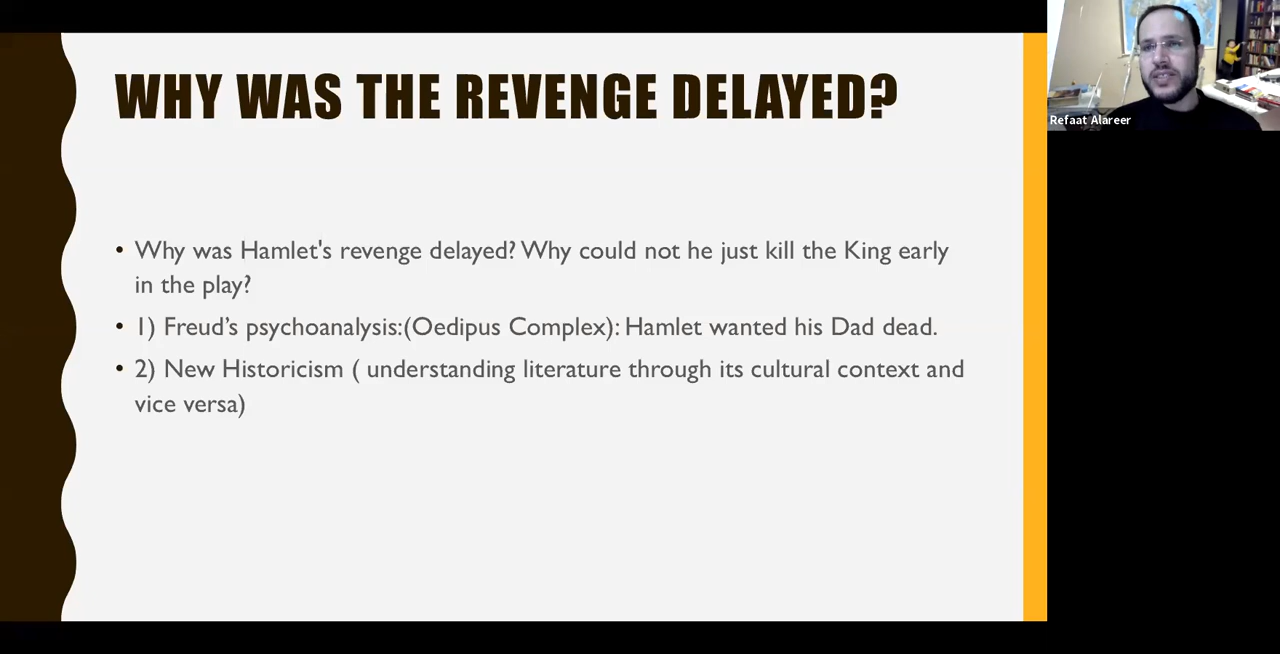 WHY WAS THE REVENGE DELAYED?
• Why was Hamlet's revenge delayed? Why could not he just kill the King early
in the play?
• 1) Freud’s psychoanalysis:(Oedipus Complex): Hamlet wanted his Dad dead.
• 2) New Historicism ( understanding literature through its cultural context and
vice versa)
Refaat Alareer